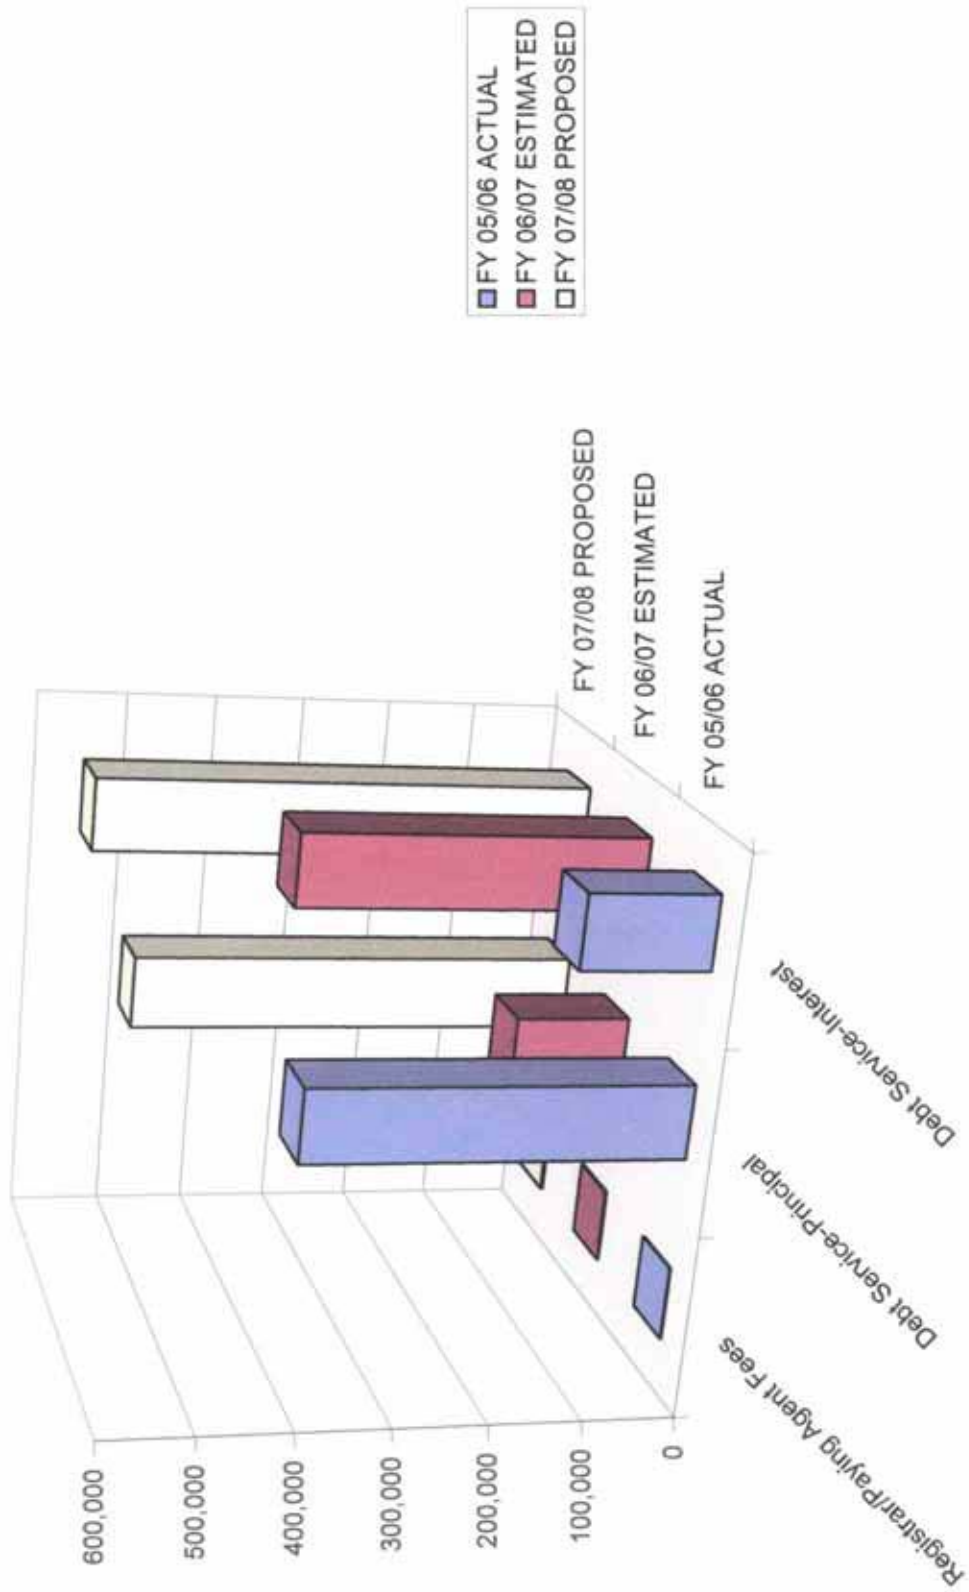 600,000
500,000
400,000
300,000
200,000
100,000
0
Registrar/Paying Agent Fees
Debt Service-Principal
Debt Service-Interest
FY 05/06 ACTUAL
FY 06/07 ESTIMATED
FY 07/08 PROPOSED
FY 05/06 ACTUAL
FY 06/07 ESTIMATED
FY 07/08 PROPOSED